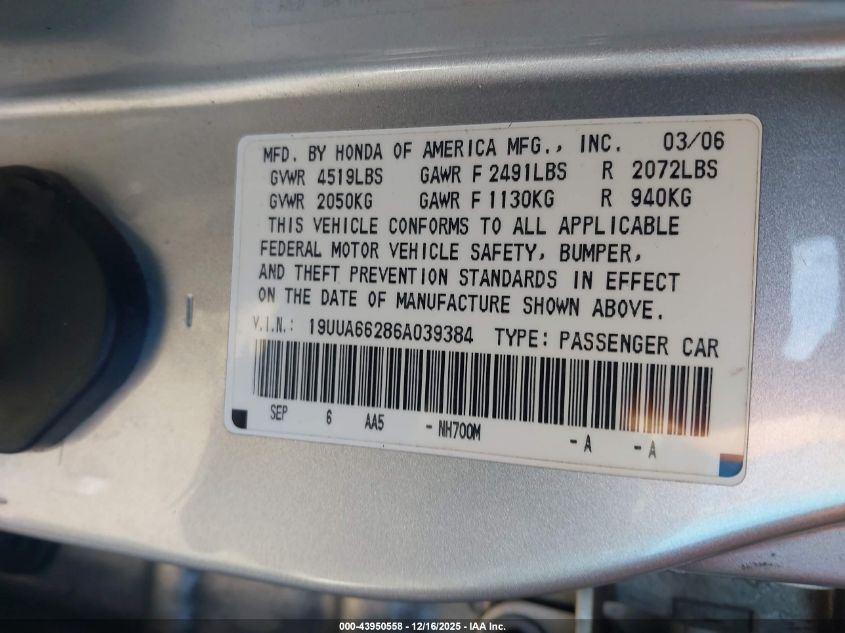 MFD. BY HONDA OF AMERICA MFG., INC. 03/06
GVWR 4519LBS GAWR F 2491LBS R 2072LBS
GVWR 2050KG GAWR F 1130KG R 940KG
THIS VEHICLE CONFORMS TO ALL APPLICABLE
FEDERAL MOTOR VEHICLE SAFETY, BUMPER,
AND THEFT PREVENTION STANDARDS IN EFFECT
ON THE DATE OF MANUFACTURE SHOWN ABOVE.
V.I.N.: 19UUA66286A039384 TYPE: PASSENGER CAR
SEP 6 AA5 -NH700M -A -A
000-43950558 - 12/16/2025 - IAA Inc.